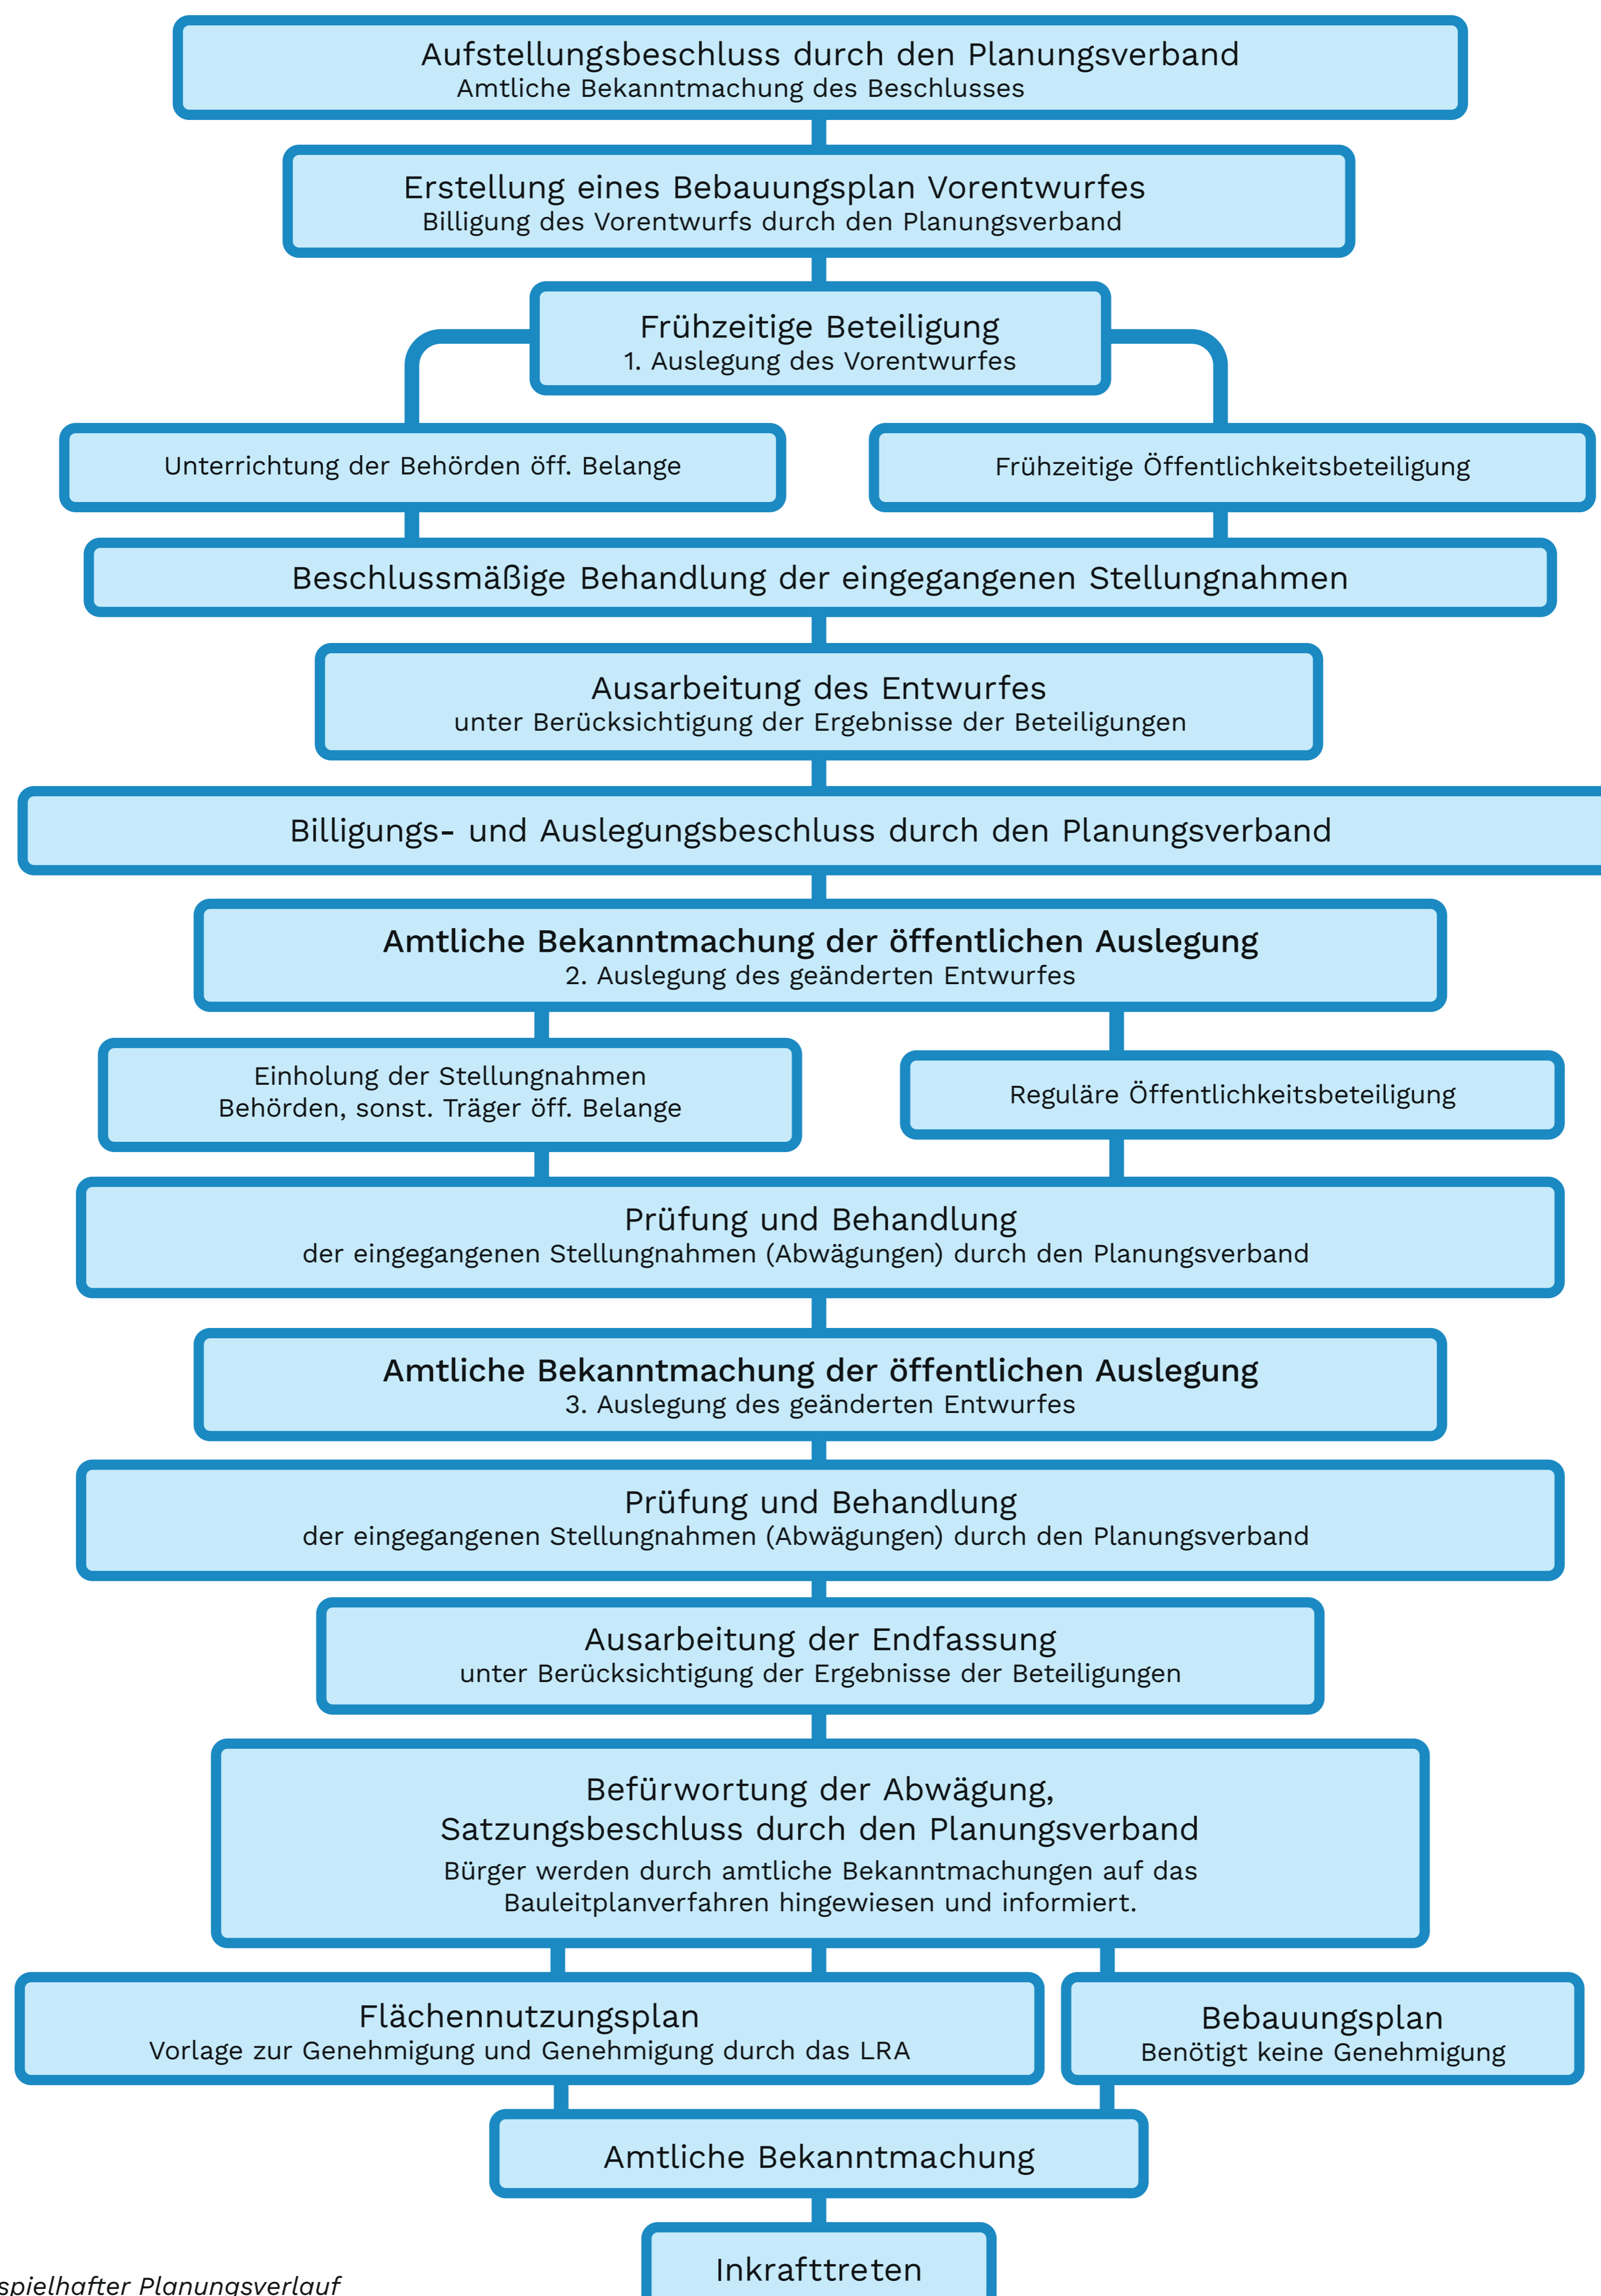 Aufstellungsbeschluss durch den Planungsverband
Amtliche Bekanntmachung des Beschlusses
Erstellung eines Bebauungsplan Vorentwurfes
Billigung des Vorentwurfs durch den Planungsverband
Frühzeitige Beteiligung
1. Auslegung des Vorentwurfes
Unterrichtung der Behörden öff. Belange
Frühzeitige Öffentlichkeitsbeteiligung
Beschlussmäßige Behandlung der eingegangenen Stellungnahmen
Ausarbeitung des Entwurfes
unter Berücksichtigung der Ergebnisse der Beteiligungen
Billigungs- und Auslegungsbeschluss durch den Planungsverband
Amtliche Bekanntmachung der öffentlichen Auslegung
2. Auslegung des geänderten Entwurfes
Einholung der Stellungnahmen
Behörden, sonst. Träger öff. Belange
Reguläre Öffentlichkeitsbeteiligung
Prüfung und Behandlung
der eingegangenen Stellungnahmen (Abwägungen) durch den Planungsverband
Amtliche Bekanntmachung der öffentlichen Auslegung
3. Auslegung des geänderten Entwurfes
Prüfung und Behandlung
der eingegangenen Stellungnahmen (Abwägungen) durch den Planungsverband
Ausarbeitung der Endfassung
unter Berücksichtigung der Ergebnisse der Beteiligungen
Befürwortung der Abwägung,
Satzungsbeschluss durch den Planungsverband
Bürger werden durch amtliche Bekanntmachungen auf das
Bauleitplanverfahren hingewiesen und informiert.
Flächennutzungsplan
Vorlage zur Genehmigung und Genehmigung durch das LRA
Bebauungsplan
Benötigt keine Genehmigung
Amtliche Bekanntmachung
Inkrafttreten
spielhafter Planungsverlauf